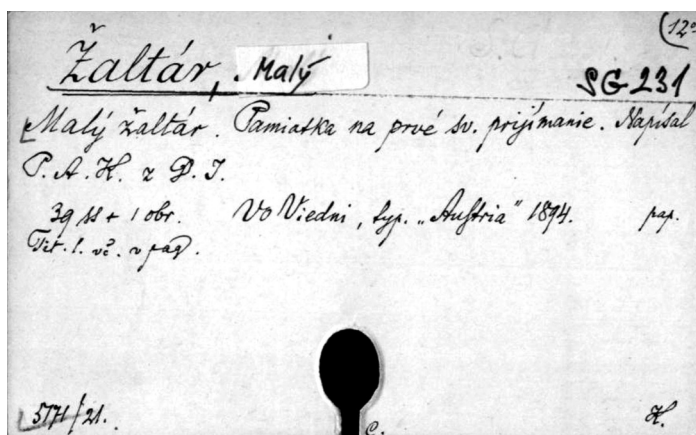 (12°
Žaltár, Malý
SG 231
Malý žaltár. Pamiatka na prvé sv. prijímanie. Napísal
P. A. K. z D. I.
39 ss + 1 obr. Vo Viedni, typ. „Austria" 1894. pap.
Tit. l. vč. v pag.
5171/21.
C.
K.